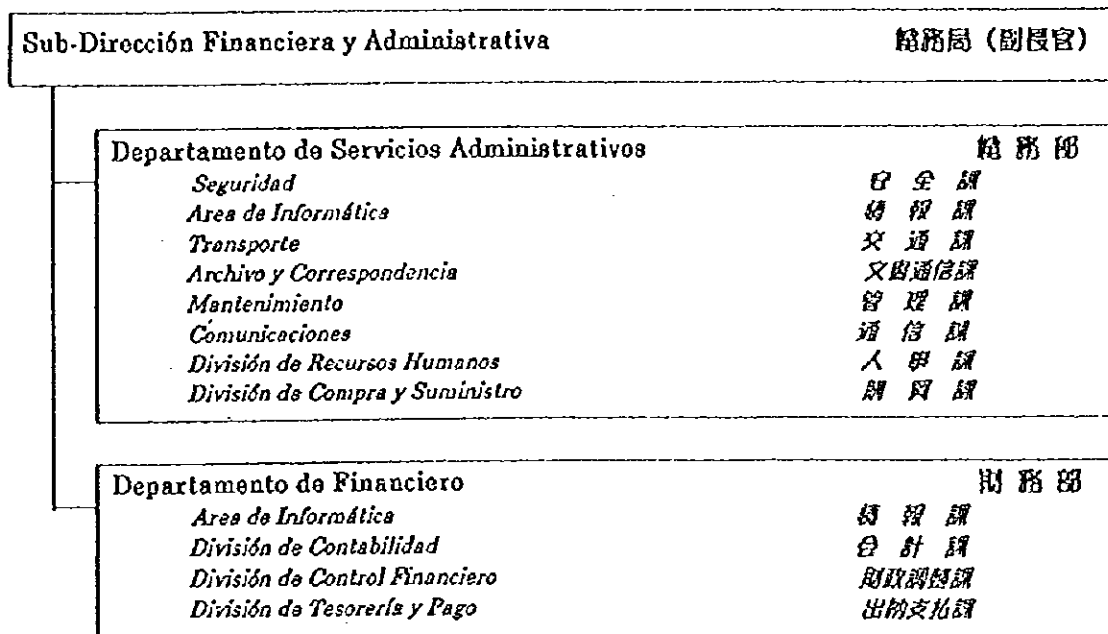 Sub-Dirección Financiera y Administrativa 総務局（副長官）
Departamento de Servicios Administrativos 総務部
Seguridad 安全課
Area de Informática 情報課
Transporte 交通課
Archivo y Correspondencia 文書通信課
Mantenimiento 管理課
Comunicaciones 通信課
División de Recursos Humanos 人事課
División de Compra y Suministro 課
Departamento de Financiero 財務部
Area de Informática 情報課
División de Contabilidad 会計課
División de Control Financiero 財政調整課
División de Tesorería y Pago 出納支払課